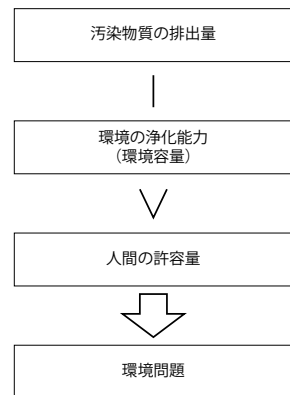 汚染物質の排出量
環境の浄化能力
（環境容量）
人間の許容量
環境問題